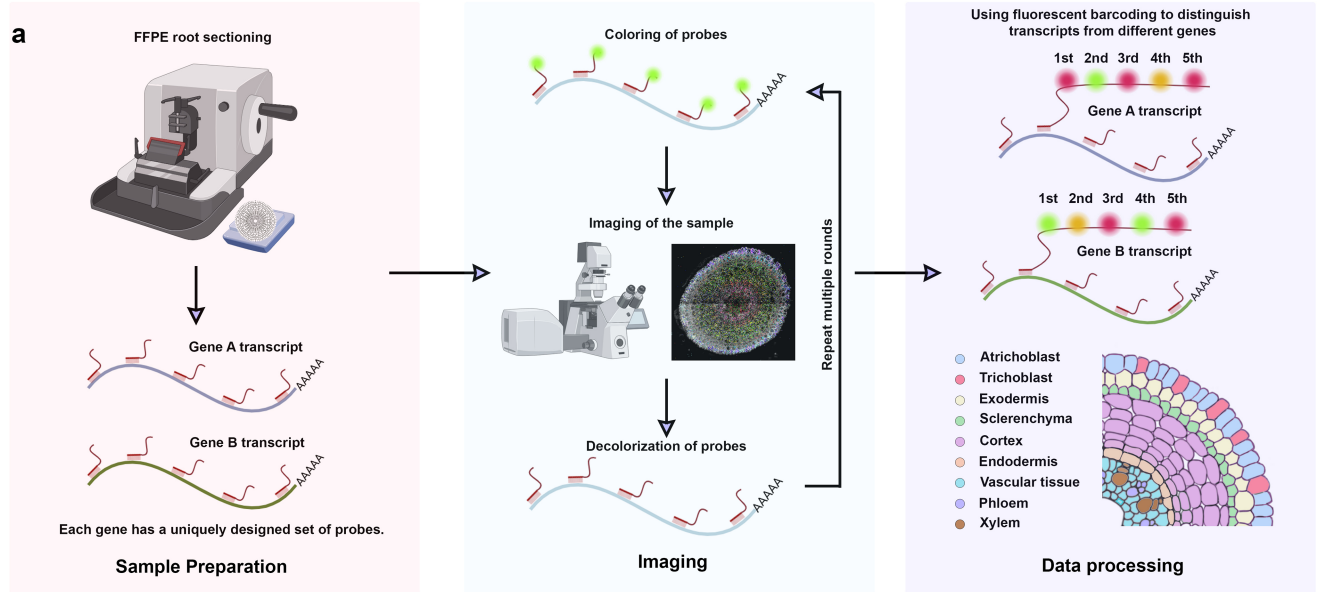 a
FFPE root sectioning
Gene A transcript
AAAAA
Gene B transcript
AAAAA
Each gene has a uniquely designed set of probes.
Sample Preparation
Coloring of probes
AAAAA
Imaging of the sample
Repeat multiple rounds
Decolorization of probes
AAAAA
Imaging
Using fluorescent barcoding to distinguish
transcripts from different genes
1st 2nd 3rd 4th 5th
Gene A transcript
AAAAA
1st 2nd 3rd 4th 5th
Gene B transcript
AAAAA
Atrichoblast
Trichoblast
Exodermis
Sclerenchyma
Cortex
Endodermis
Vascular tissue
Phloem
Xylem
Data processing